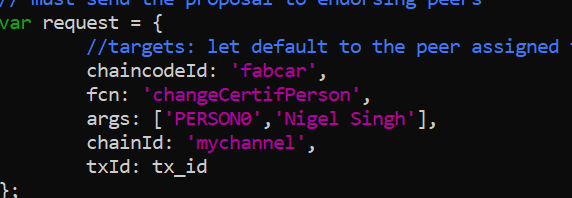 // must send the proposal to endorsing peers
var request = {
//targets: let default to the peer assigned
chaincodeId: 'fabcar',
fcn: 'changeCertifPerson',
args: ['PERSON0','Nigel Singh'],
chainId: 'mychannel',
txId: tx_id
};